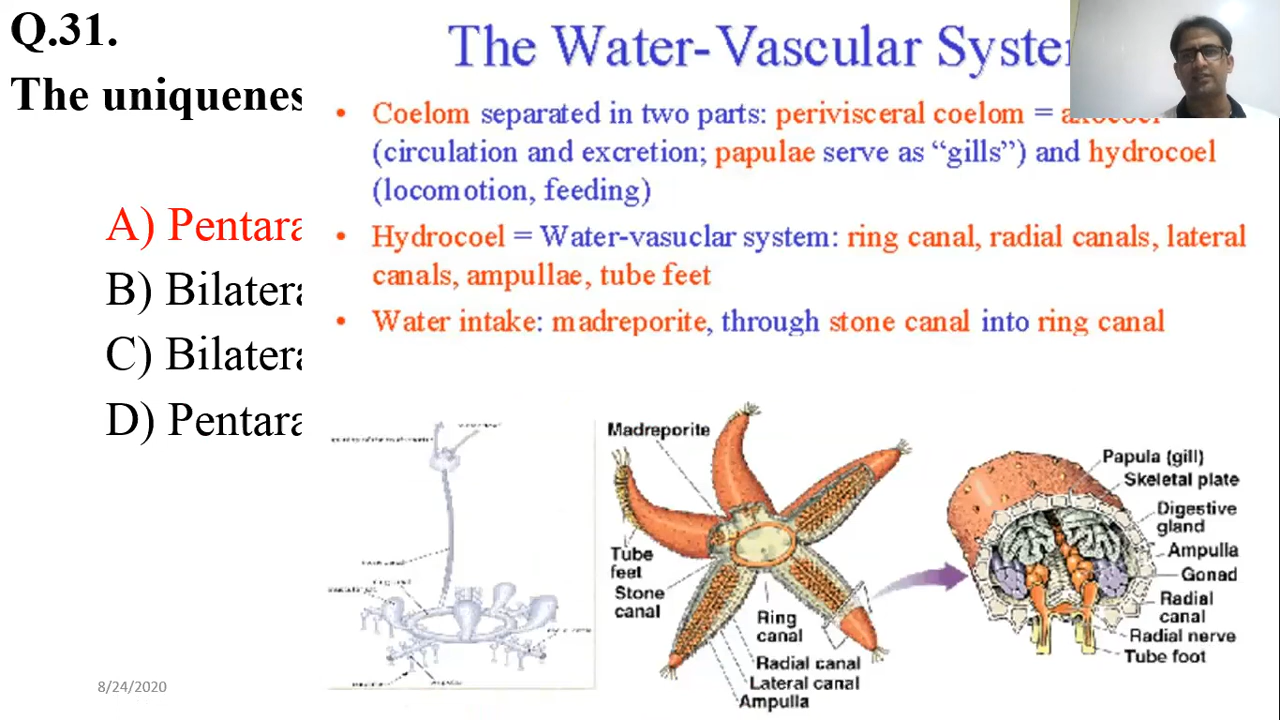 Q.31.
The uniquenes
A) Pentara
B) Bilatera
C) Bilatera
D) Pentara
8/24/2020
The Water-Vascular System
• Coelom separated in two parts: perivisceral coelom =
(circulation and excretion; papulae serve as “gills”) and hydrocoel
(locomotion, feeding)
• Hydrocoel = Water-vasuclar system: ring canal, radial canals, lateral
canals, ampullae, tube feet
• Water intake: madreporite, through stone canal into ring canal
Madreporite
Tube
feet
Stone
canal
Ring
canal
Radial canal
Lateral canal
Ampulla
Papula (gill)
Skeletal plate
Digestive
gland
Ampulla
Gonad
Radial
canal
Radial nerve
Tube foot